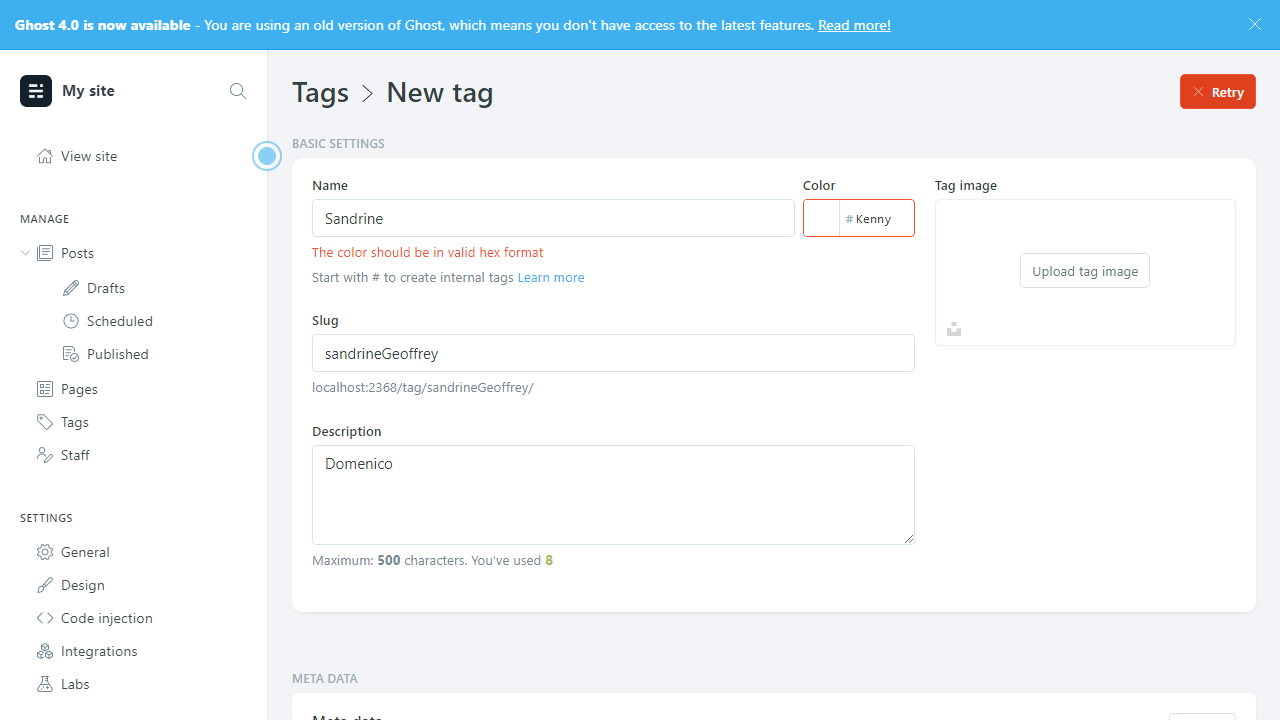 Ghost 4.0 is now available - You are using an old version of Ghost, which means you don't have access to the latest features. Read more!
My site
View site
MANAGE
Posts
Drafts
Scheduled
Published
Pages
Tags
Staff
SETTINGS
General
Design
Code injection
Integrations
Labs
Tags > New tag
Retry
BASIC SETTINGS
Name
Sandrine
Color
# Kenny
The color should be in valid hex format
Start with # to create internal tags Learn more
Slug
sandrineGeoffrey
localhost:2368/tag/sandrineGeoffrey/
Description
Domenico
Maximum: 500 characters. You've used 8
Tag image
Upload tag image
META DATA
Meta data